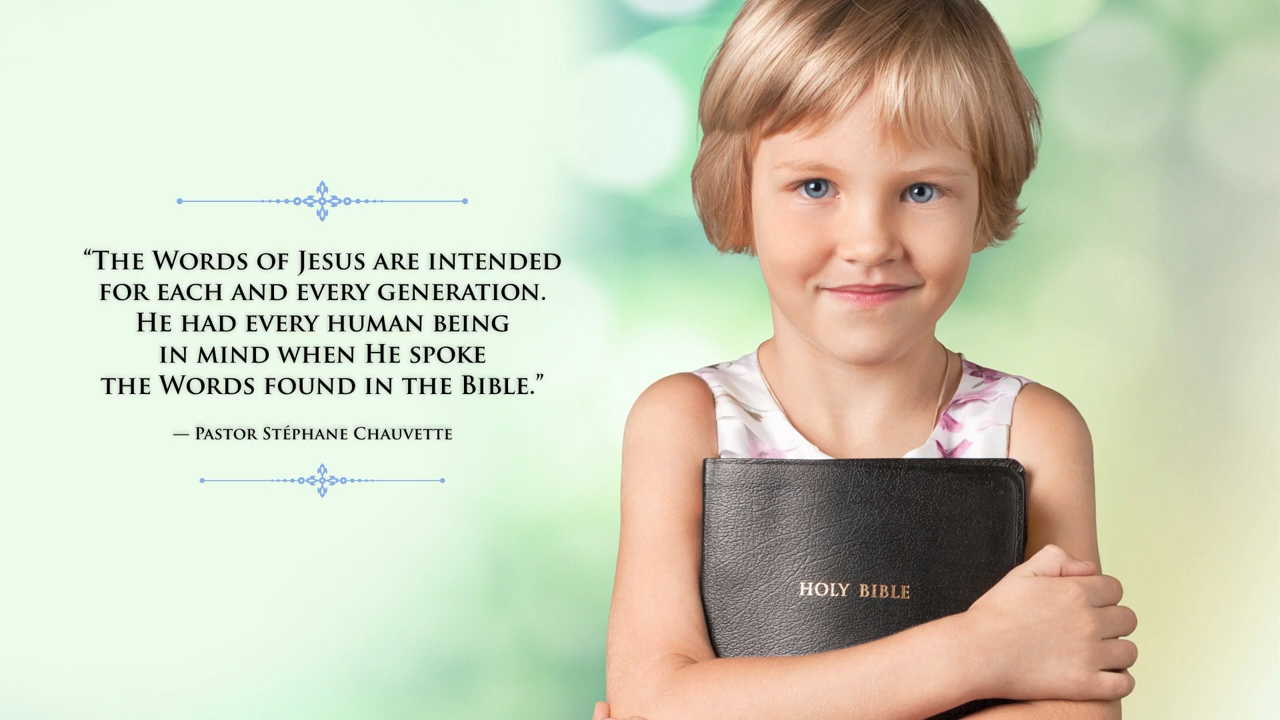 “The Words of Jesus are intended
for each and every generation.
He had every human being
in mind when He spoke
the Words found in the Bible.”
— Pastor Stéphane Chauvette
HOLY BIBLE